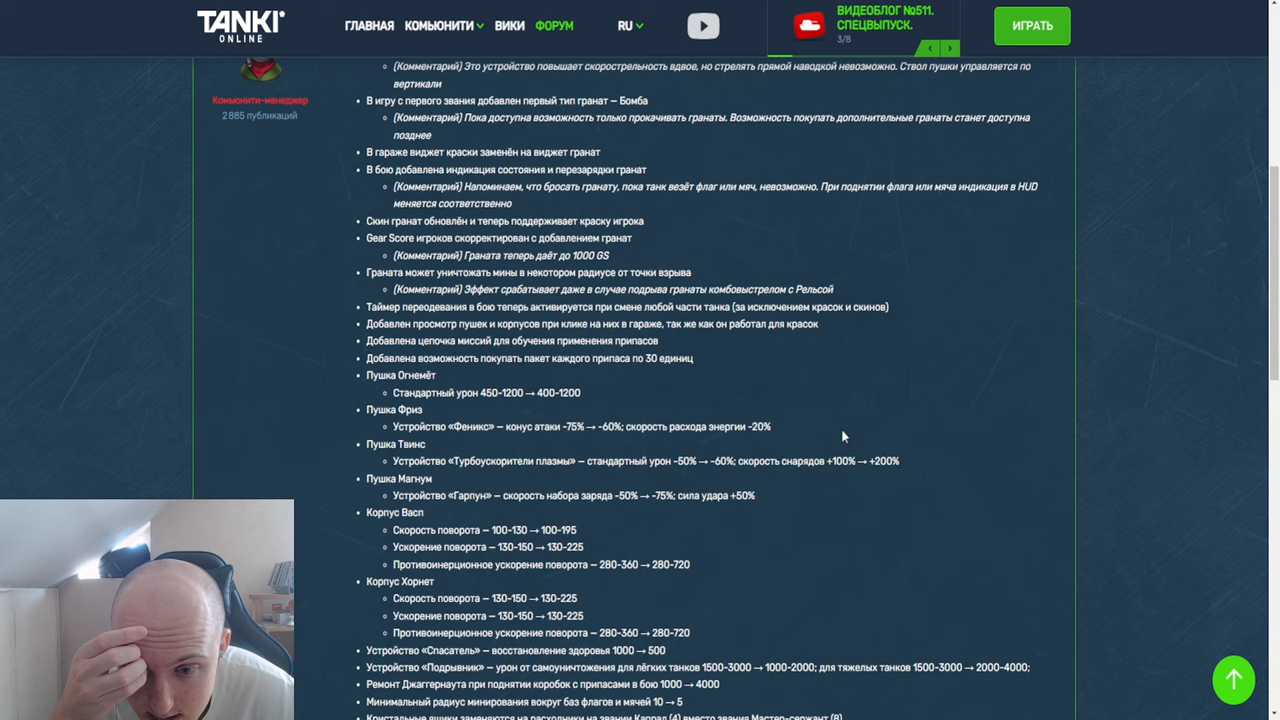 TANKI
ONLINE
ГЛАВНАЯ
КОМЬЮНИТИ
ВИКИ
ФОРУМ
RU
ВИДЕОБЛОГ №511.
СПЕЦВЫПУСК.
3/8
ИГРАТЬ
Комьюнити-менеджер
2 885 публикаций
(Комментарий) Это устройство повышает скорострельность вдвое, но стрелять прямой наводкой невозможно. Ствол пушки управляется по
вертикали
В игру с первого звания добавлен первый тип гранат — Бомба
(Комментарий) Пока доступна возможность только прокачивать гранаты. Возможность покупать дополнительные гранаты станет доступна
позднее
В гараже виджет краски заменён на виджет гранат
В бою добавлена индикация состояния и перезарядки гранат
(Комментарий) Напоминаем, что бросать гранату, пока танк везёт флаг или мяч, невозможно. При поднятии флага или мяча индикация в HUD
меняется соответственно
Скин гранат обновлён и теперь поддерживает краску игрока
Gear Score игроков скорректирован с добавлением гранат
(Комментарий) Граната теперь даёт до 1000 GS
Граната может уничтожать мины в некотором радиусе от точки взрыва
(Комментарий) Эффект срабатывает даже в случае подрыва гранаты комбовыстрелом с Рельсой
Таймер переодевания в бою теперь активируется при смене любой части танка (за исключением красок и скинов)
Добавлен просмотр пушек и корпусов при клике на них в гараже, так же как он работал для красок
Добавлена цепочка миссий для обучения применения припасов
Добавлена возможность покупать пакет каждого припаса по 30 единиц
Пушка Огнемёт
Стандартный урон 450-1200 → 400-1200
Пушка Фриз
Устройство «Феникс» — конус атаки -75% → -60%; скорость расхода энергии -20%
Пушка Твинс
Устройство «Турбоускорители плазмы» — стандартный урон -50% → -60%; скорость снарядов +100% → +200%
Пушка Магнум
Устройство «Гарпун» — скорость набора заряда -50% → -75%; сила удара +50%
Корпус Васп
Скорость поворота — 100-130 → 100-195
Ускорение поворота — 130-150 → 130-225
Противоинерционное ускорение поворота — 280-360 → 280-720
Корпус Хорнет
Скорость поворота — 130-150 → 130-225
Ускорение поворота — 130-150 → 130-225
Противоинерционное ускорение поворота — 280-360 → 280-720
Устройство «Спасатель» — восстановление здоровья 1000 → 500
Устройство «Подрывник» — урон от самоуничтожения для лёгких танков 1500-3000 → 1000-2000; для тяжелых танков 1500-3000 → 2000-4000;
Ремонт Джаггернаута при поднятии коробок с припасами в бою 1000 → 4000
Минимальный радиус минирования вокруг баз флагов и мячей 10 → 5
Кристальные ящики заменяются на расходники на звании Капрал (4) вместо звания Мастер-сержант (8)